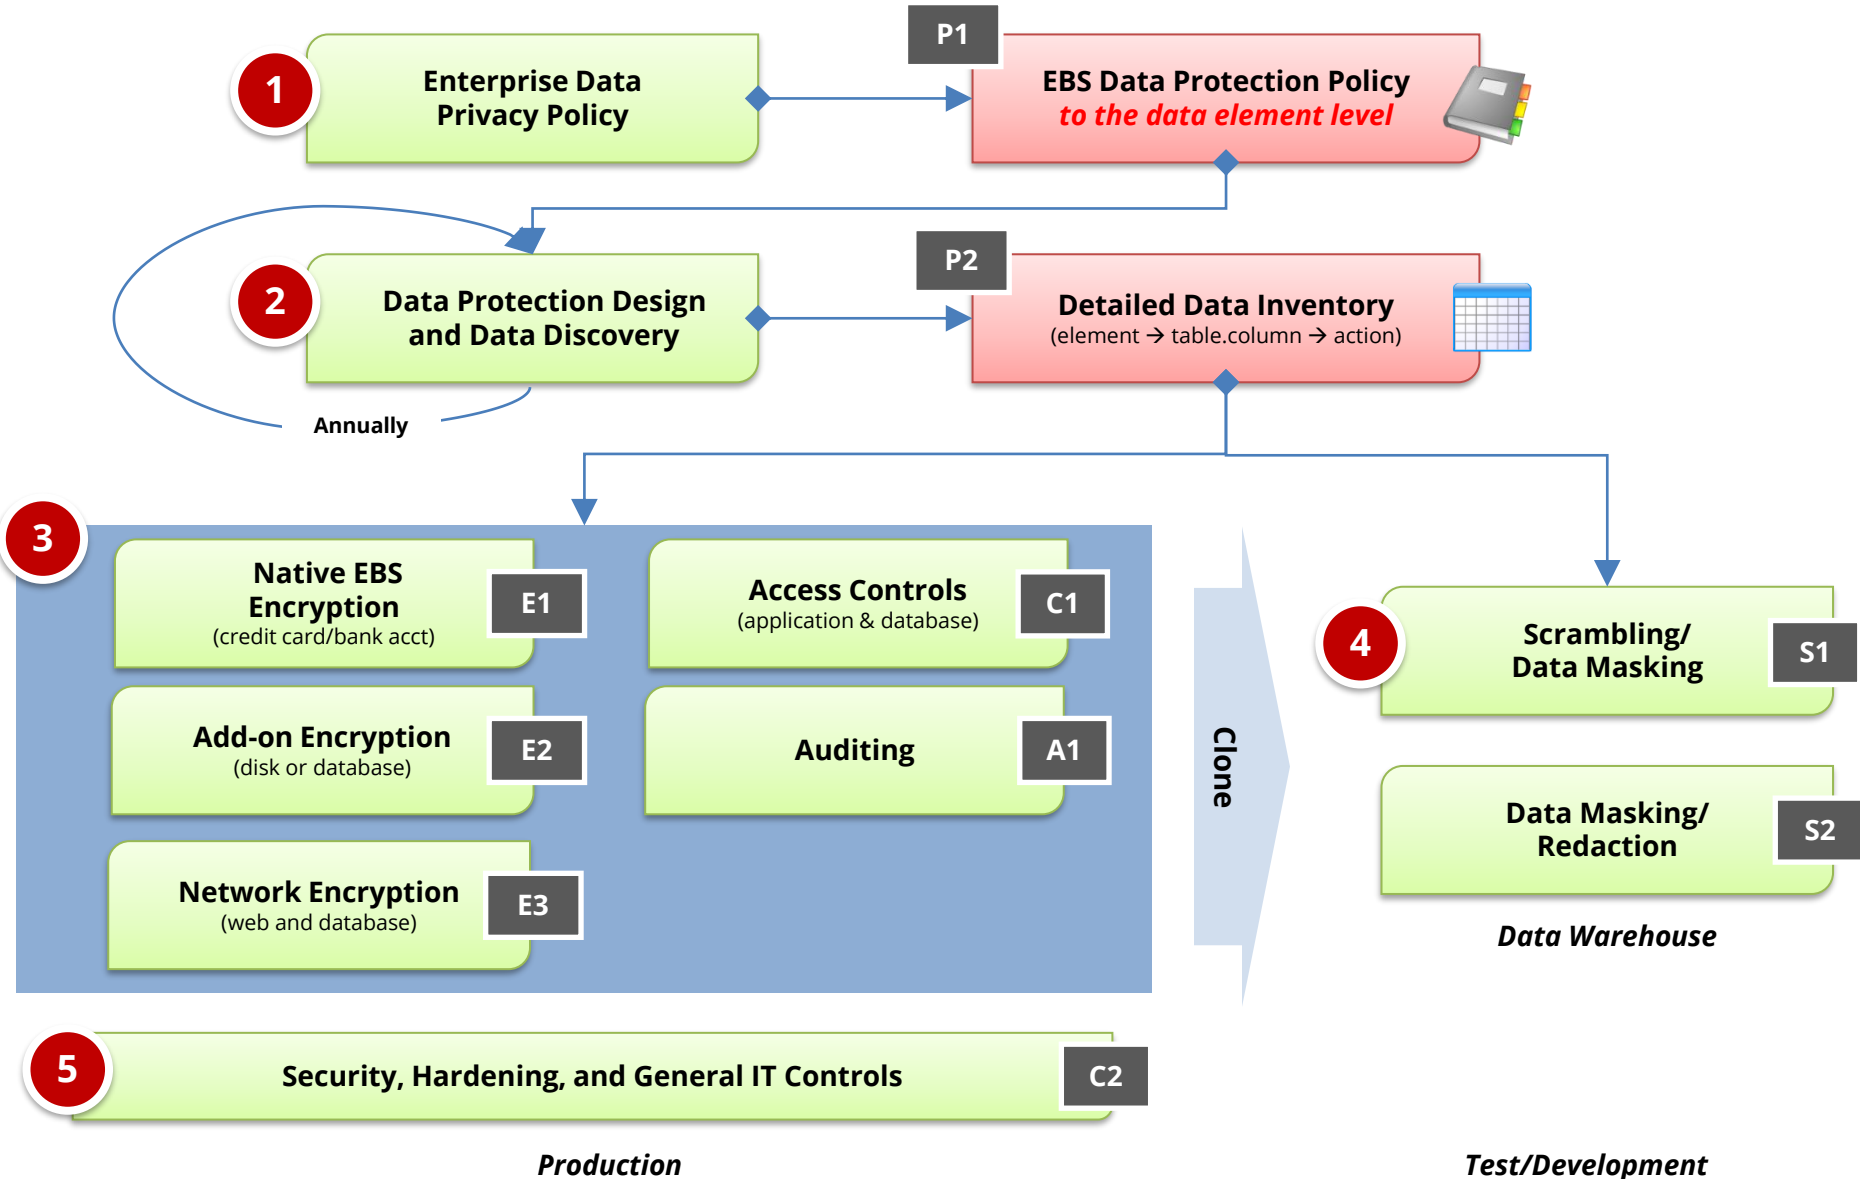 P1
1
Enterprise Data
Privacy Policy
EBS Data Protection Policy
to the data element level
P2
2
Data Protection Design
and Data Discovery
Detailed Data Inventory
(element → table.column → action)
Annually
3
Native EBS
Encryption
(credit card/bank acct)
E1
Access Controls
(application & database)
C1
Add-on Encryption
(disk or database)
E2
Auditing
A1
Network Encryption
(web and database)
E3
Clone
4
Scrambling/
Data Masking
S1
Data Masking/
Redaction
S2
Data Warehouse
5
Security, Hardening, and General IT Controls
C2
Production
Test/Development